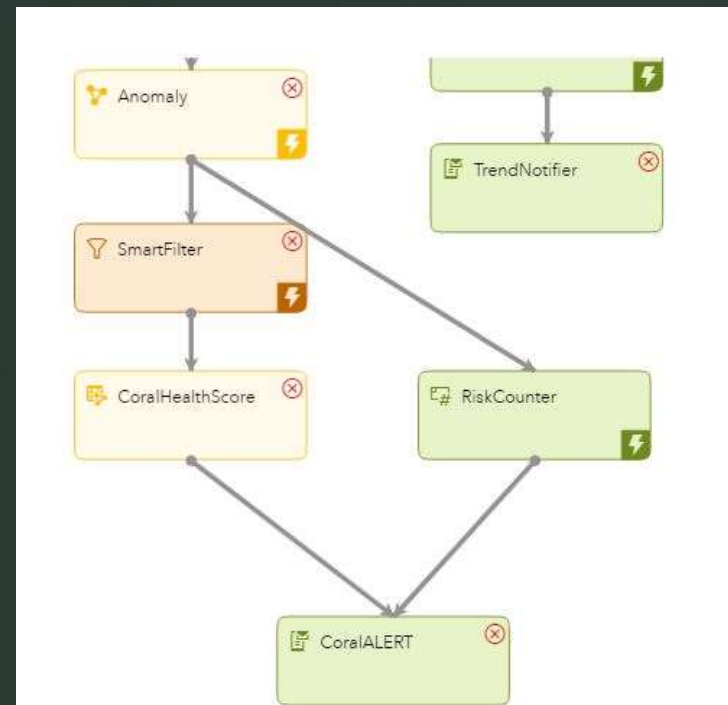 Anomaly
TrendNotifier
SmartFilter
CoralHealthScore
RiskCounter
CoralALERT